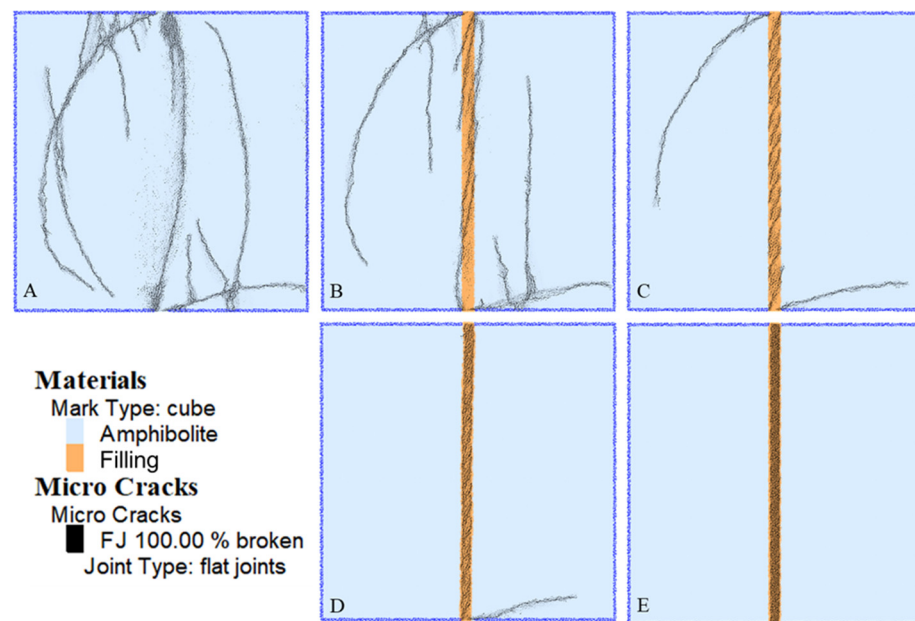 A
B
C
Materials
Mark Type: cube
Amphibolite
Filling
Micro Cracks
Micro Cracks
FJ 100.00 % broken
Joint Type: flat joints
D
E